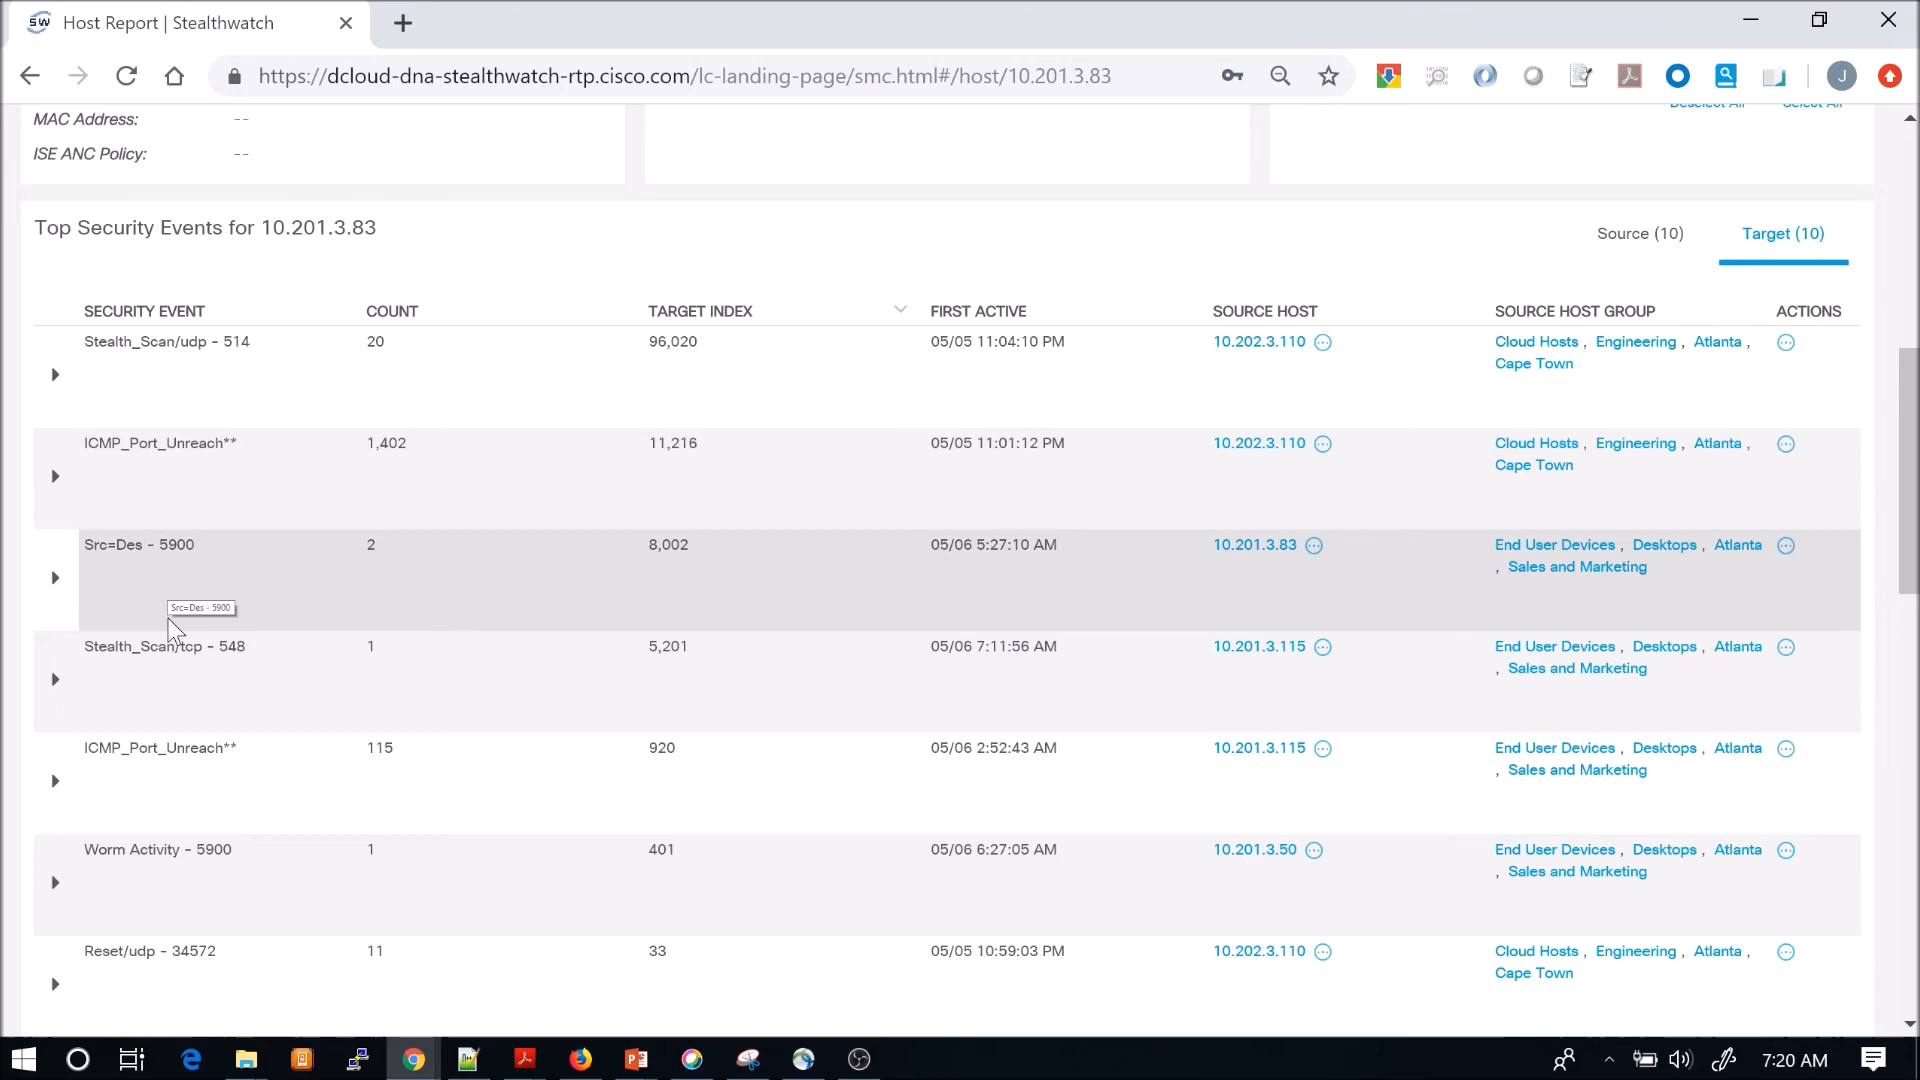 Host Report | Stealthwatch
https://dcloud-dna-stealthwatch-rtp.cisco.com/lc-landing-page/smc.html#/host/10.201.3.83
J
Deselect All Select All
MAC Address: --
ISE ANC Policy: --
Top Security Events for 10.201.3.83
Source (10) Target (10)
SECURITY EVENT COUNT TARGET INDEX FIRST ACTIVE SOURCE HOST SOURCE HOST GROUP ACTIONS
Stealth_Scan/udp - 514 20 96,020 05/05 11:04:10 PM 10.202.3.110 Cloud Hosts , Engineering , Atlanta ,
Cape Town
ICMP_Port_Unreach** 1,402 11,216 05/05 11:01:12 PM 10.202.3.110 Cloud Hosts , Engineering , Atlanta ,
Cape Town
Src=Des - 5900 2 8,002 05/06 5:27:10 AM 10.201.3.83 End User Devices , Desktops , Atlanta
, Sales and Marketing
Src=Des - 5900
Stealth_Scan/tcp - 548 1 5,201 05/06 7:11:56 AM 10.201.3.115 End User Devices , Desktops , Atlanta
, Sales and Marketing
ICMP_Port_Unreach** 115 920 05/06 2:52:43 AM 10.201.3.115 End User Devices , Desktops , Atlanta
, Sales and Marketing
Worm Activity - 5900 1 401 05/06 6:27:05 AM 10.201.3.50 End User Devices , Desktops , Atlanta
, Sales and Marketing
Reset/udp - 34572 11 33 05/05 10:59:03 PM 10.202.3.110 Cloud Hosts , Engineering , Atlanta ,
Cape Town
7:20 AM